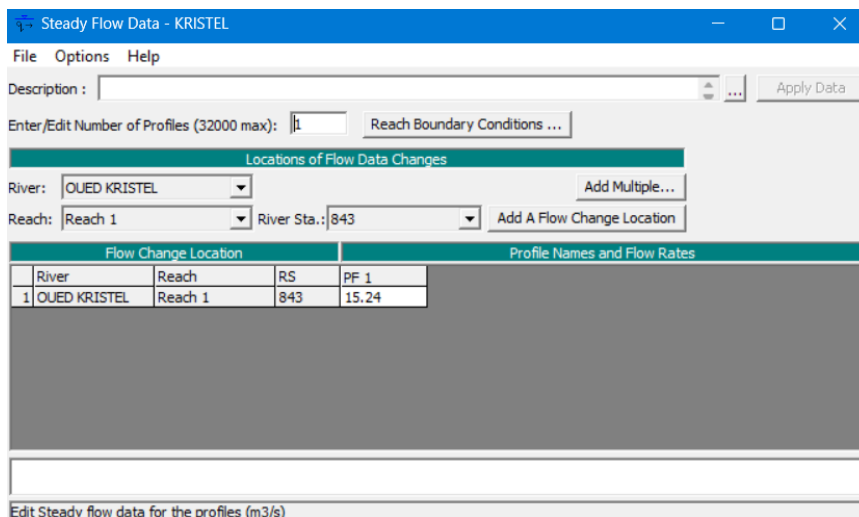 Steady Flow Data - KRISTEL
File Options Help
Description : ... Apply Data
Enter/Edit Number of Profiles (32000 max): 1 Reach Boundary Conditions ...
Locations of Flow Data Changes
River: OUED KRISTEL Add Multiple...
Reach: Reach 1 River Sta.: 843 Add A Flow Change Location
Flow Change Location Profile Names and Flow Rates
River Reach RS PF 1
1 OUED KRISTEL Reach 1 843 15.24
Edit Steady flow data for the profiles (m3/s)